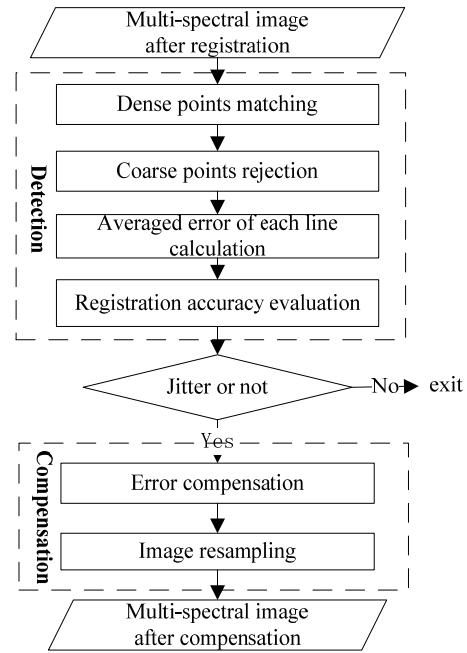 Multi-spectral image
after registration
Detection
Dense points matching
Coarse points rejection
Averaged error of each line
calculation
Registration accuracy evaluation
Jitter or not
No
exit
Yes
Compensation
Error compensation
Image resampling
Multi-spectral image
after compensation